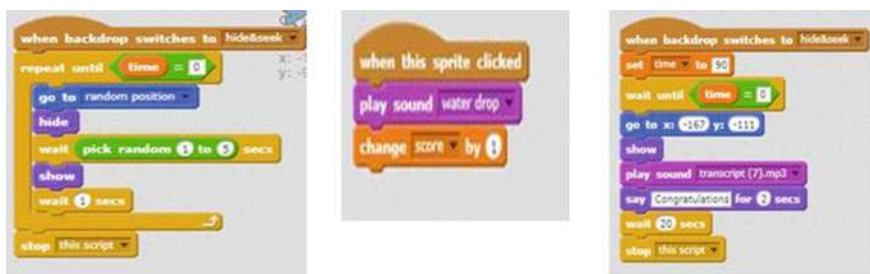 when backdrop switches to hide&seek
x: -1
repeat until time = 0
y: -9
go to random position
hide
wait pick random 1 to 5 secs
show
wait 1 secs
stop this script
when this sprite clicked
play sound water drop
change score by 1
when backdrop switches to hide&seek
set time to 90
wait until time = 0
go to x: -167 y: -111
show
play sound transcript (7).mp3
say Congratulations for 2 secs
wait 20 secs
stop this script